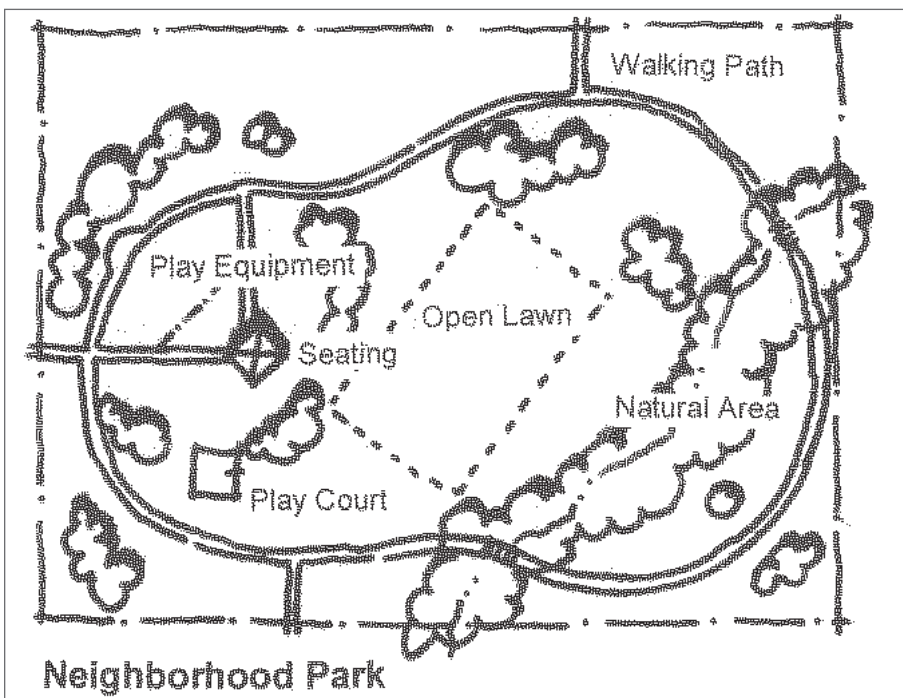 Walking Path
Play Equipment
Open Lawn
Seating
Natural Area
Play Court
Neighborhood Park